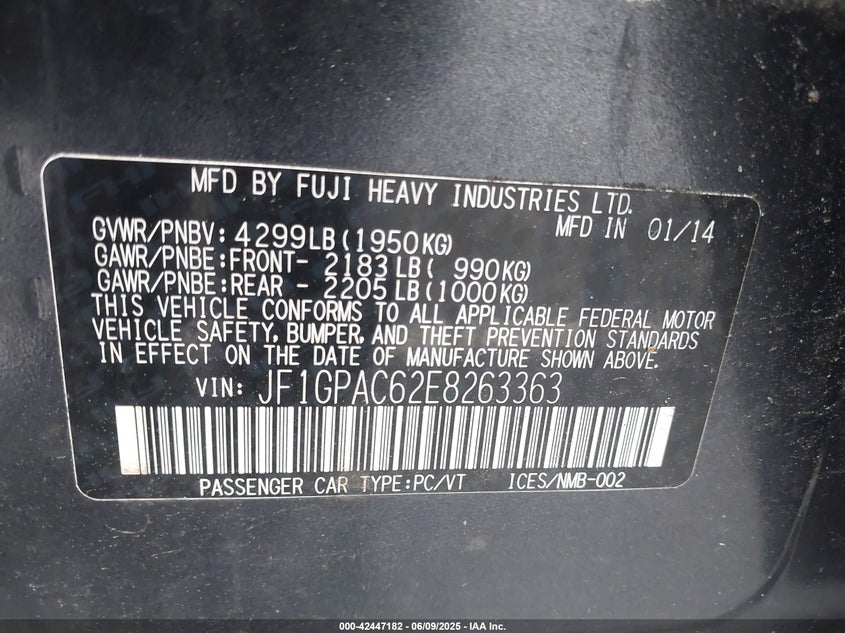 MFD BY FUJI HEAVY INDUSTRIES LTD.
MFD IN 01/14
GVWR/PNBV: 4299LB(1950KG)
GAWR/PNBE:FRONT- 2183LB( 990KG)
GAWR/PNBE:REAR - 2205LB(1000KG)
THIS VEHICLE CONFORMS TO ALL APPLICABLE FEDERAL MOTOR
VEHICLE SAFETY, BUMPER, AND THEFT PREVENTION STANDARDS
IN EFFECT ON THE DATE OF MANUFACTURE SHOWN ABOVE.
VIN: JF1GPAC62E8263363
PASSENGER CAR TYPE:PC/VT ICES/NMB-002
000-42447182 - 06/09/2025 - IAA Inc.